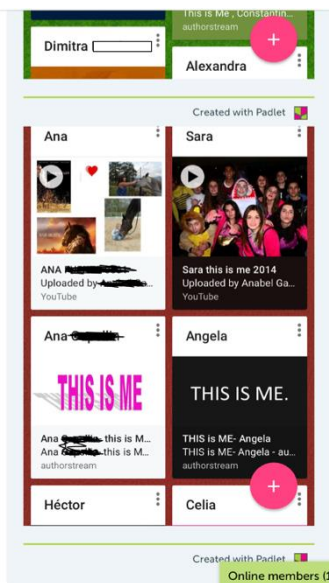 This is Me , Constantin...
authorstream
Dimitra
Alexandra
+
Created with Padlet
Ana
Sara
ANA
Uploaded by
YouTube
Sara this is me 2014
Uploaded by Anabel Ga...
YouTube
Ana
Angela
THIS IS ME
THIS IS ME.
Ana this is M...
Ana this is M...
authorstream
THIS is ME- Angela
THIS is ME- Angela - au...
authorstream
+
Héctor
Celia
Created with Padlet
Online members (1